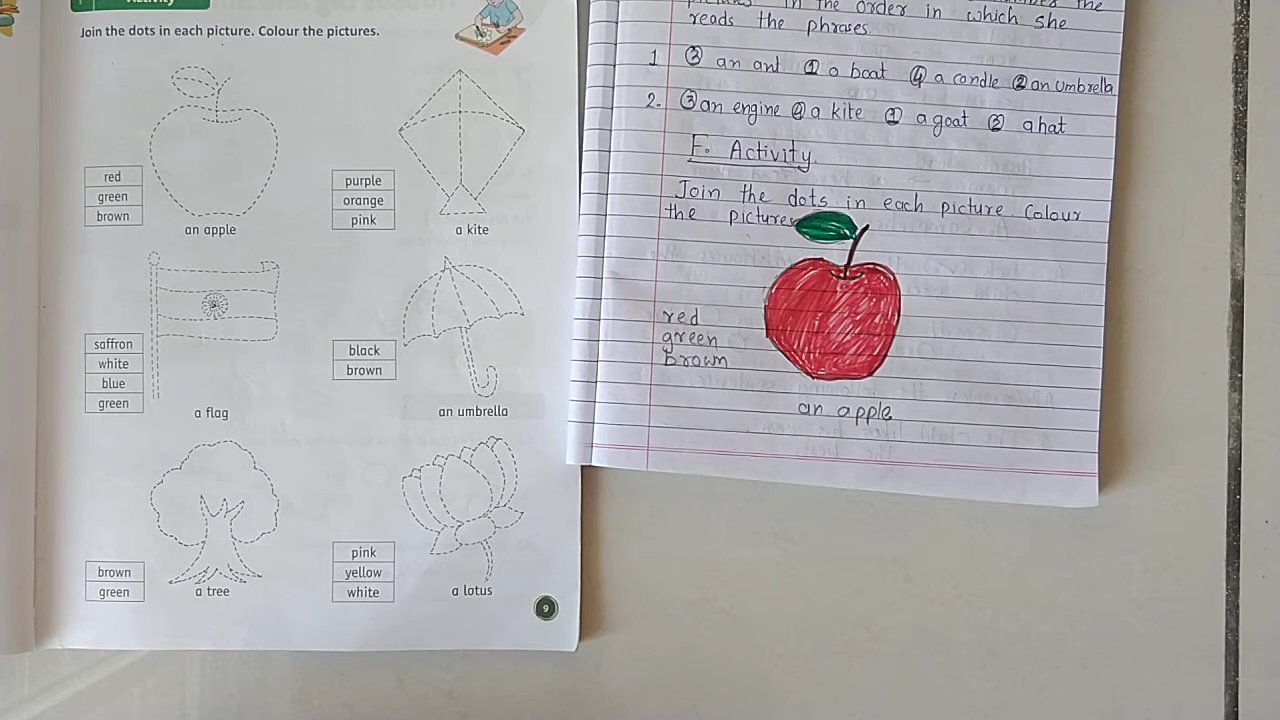 Activity
Join the dots in each picture. Colour the pictures.
red
green
brown
an apple
purple
orange
pink
a kite
saffron
white
blue
green
a flag
black
brown
an umbrella
brown
green
a tree
pink
yellow
white
a lotus
9
in the order in which she
reads the phrases.
1 ③ an ant ① a boat ④ a candle ② an umbrella
2. ③ an engine ④ a kite ① a goat ② a hat
F. Activity.
Join the dots in each picture. Colour
the pictures
red
green
brown
an apple